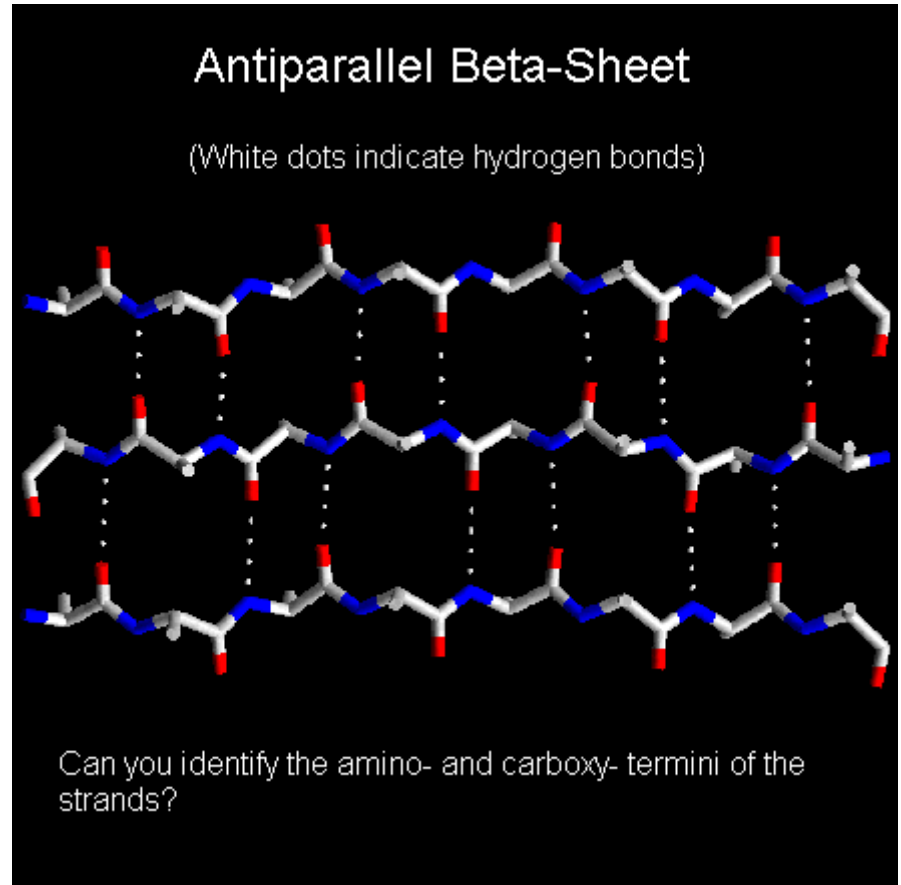 Antiparallel Beta-Sheet
(White dots indicate hydrogen bonds)
Can you identify the amino- and carboxy- termini of the
strands?